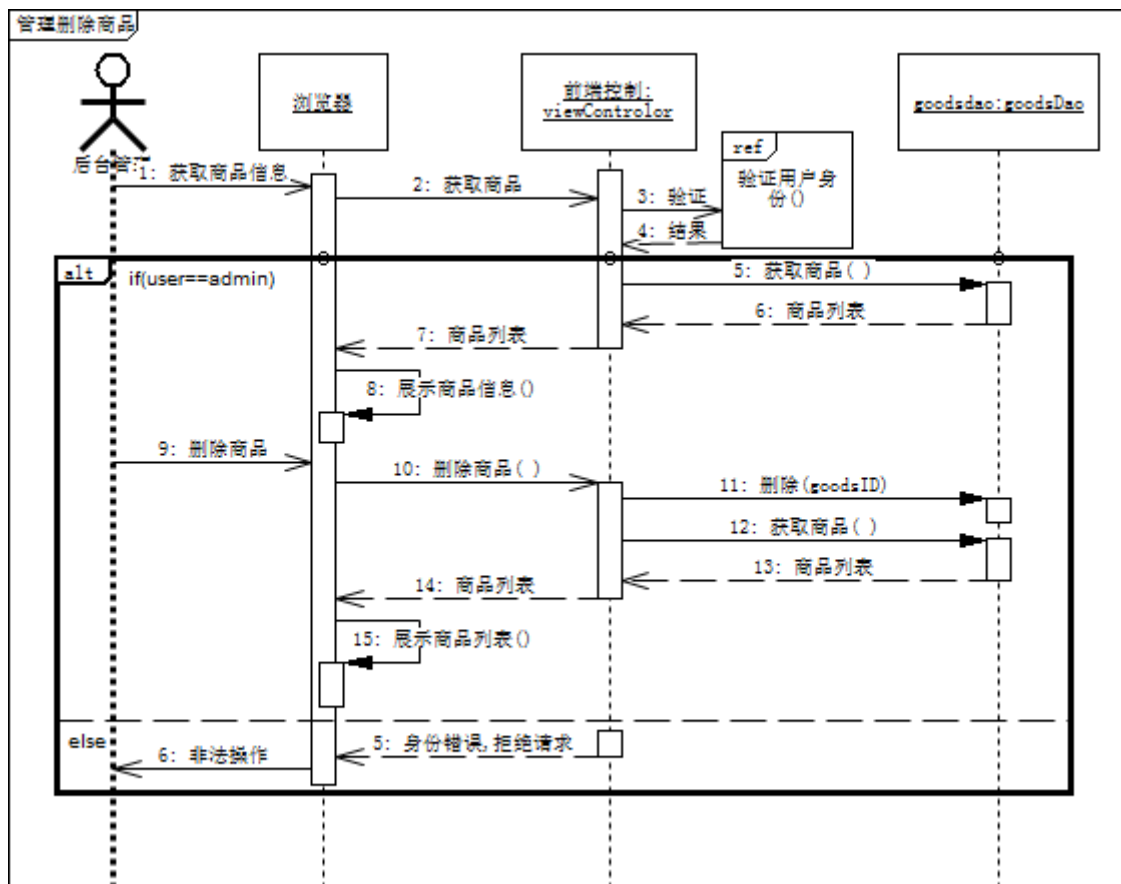 管理删除商品
浏览器
前端控制:
viewControlor
goodsdao:goodsDao
后台管理
ref
验证用户身
份()
1: 获取商品信息
2: 获取商品
3: 验证
4: 结果
alt
if(user==admin)
5: 获取商品( )
6: 商品列表
7: 商品列表
8: 展示商品信息()
9: 删除商品
10: 删除商品( )
11: 删除(goodsID)
12: 获取商品( )
13: 商品列表
14: 商品列表
15: 展示商品列表()
else
5: 身份错误,拒绝请求
6: 非法操作